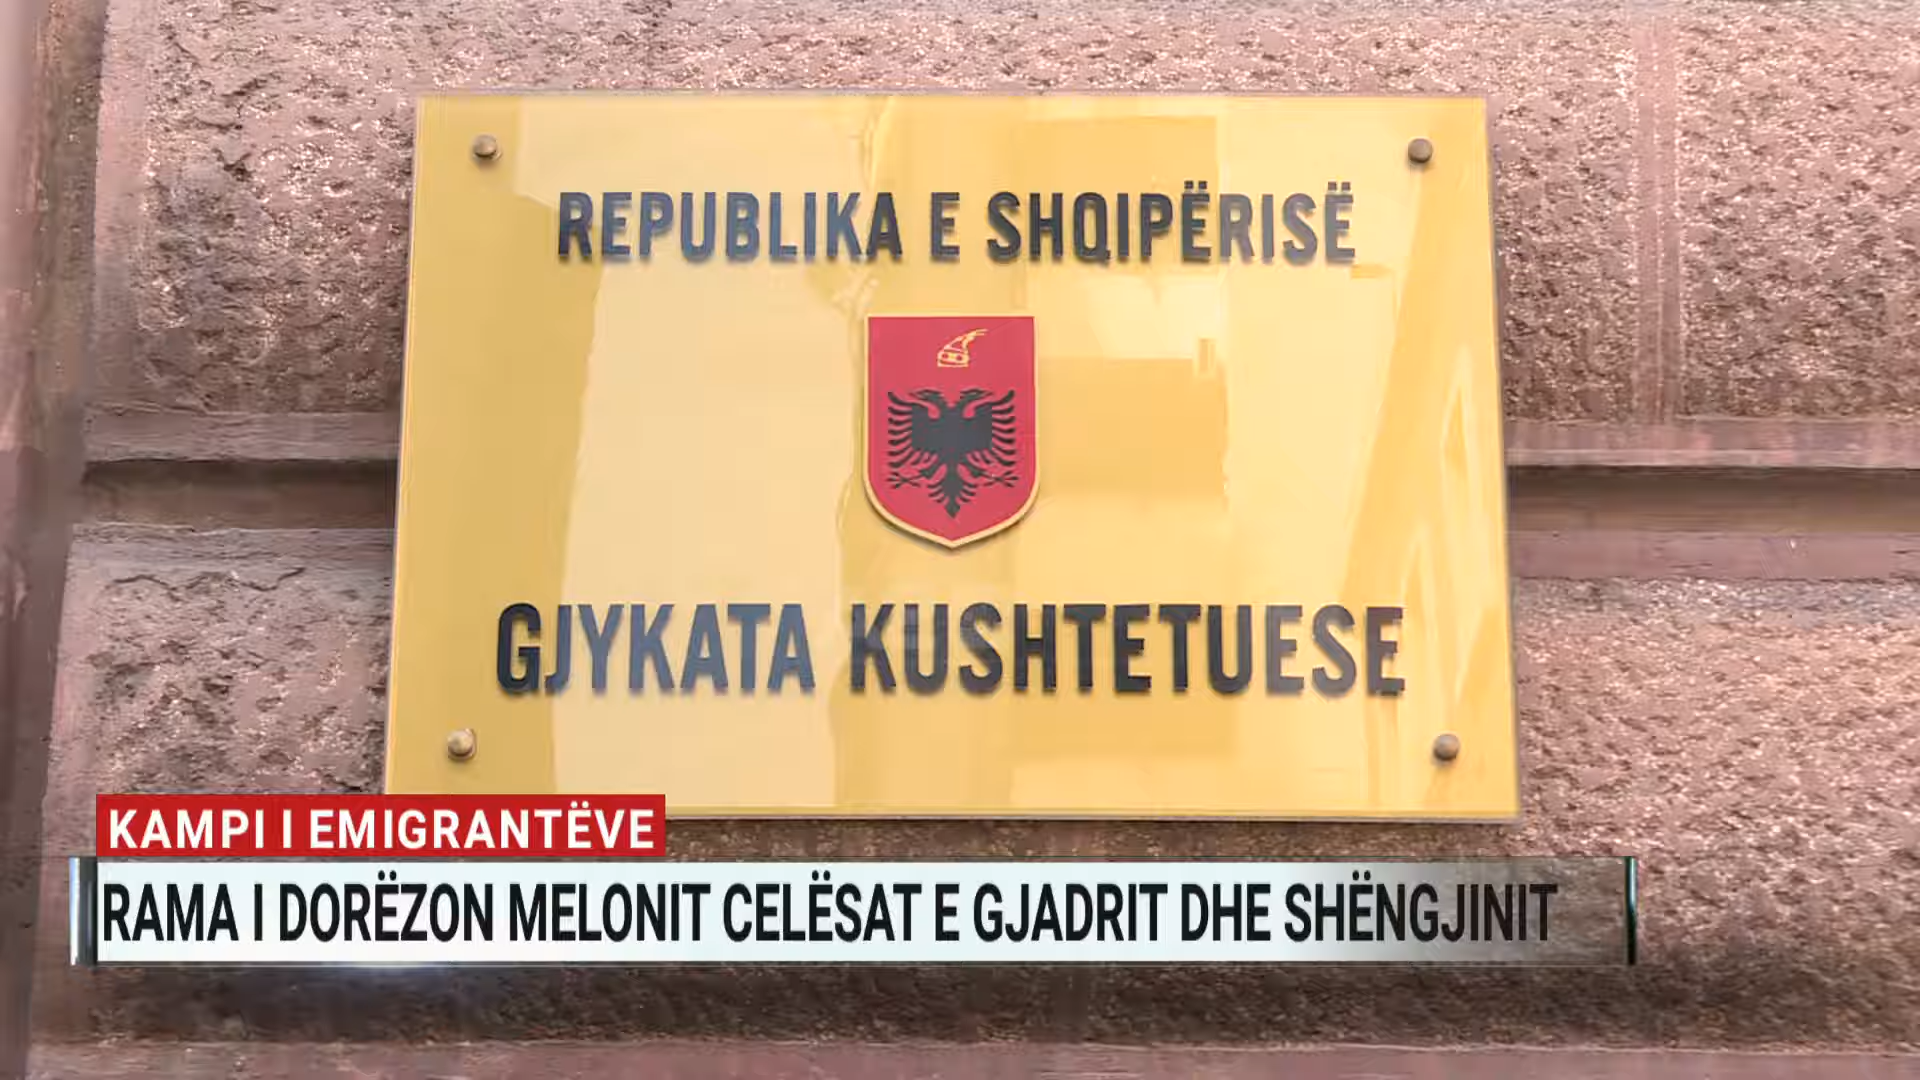 REPUBLIKA E SHQIPËRISË
GJYKATA KUSHTETUESE
KAMPI I EMIGRANTËVE
RAMA I DORËZON MELONIT CELËSAT E GJADRIT DHE SHËNGJINIT